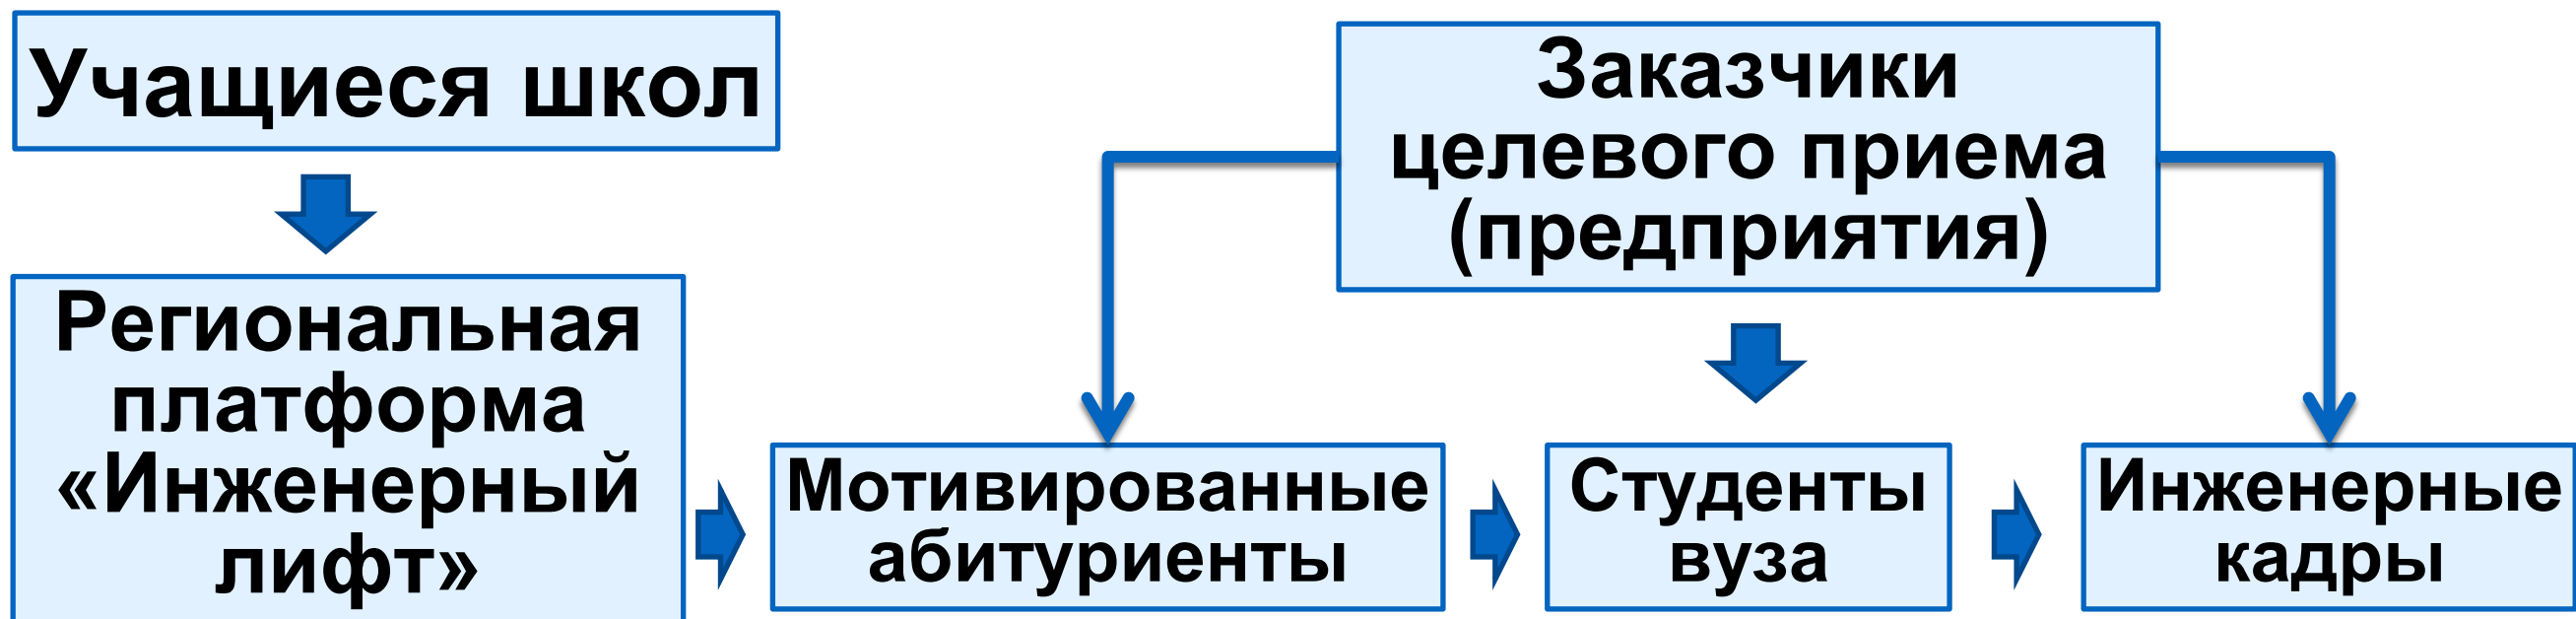 Учащиеся школ
Заказчики
целевого приема
(предприятия)
Региональная
платформа
«Инженерный
лифт»
Мотивированные
абитуриенты
Студенты
вуза
Инженерные
кадры